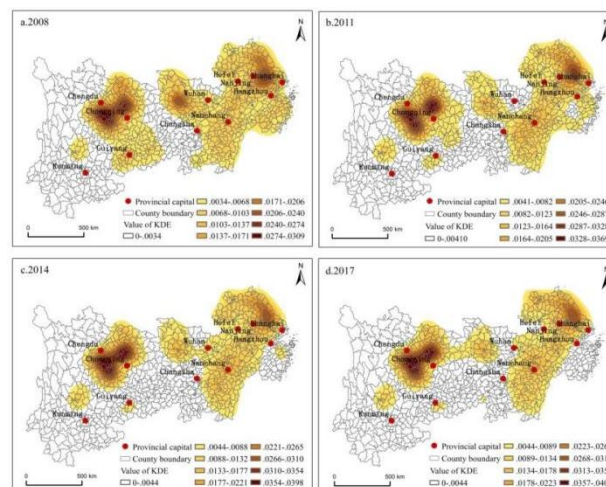 a.2008
N
Hefei
Shanghai
Nanjing
Chengdu
Wuhan
Hangzhou
Chongqing
Nanchang
Changsha
Guiyang
Kunming
Provincial capital .0034-.0068 .0171-.0206
County boundary .0068-.0103 .0206-.0240
Value of KDE .0103-.0137 .0240-.0274
0-.0034 .0137-.0171 .0274-.0309
0 500 km
b.2011
N
Hefei
Shanghai
Nanjing
Chengdu
Wuhan
Hangzhou
Chongqing
Nanchang
Changsha
Guiyang
Kunming
Provincial capital .0041-.0082 .0205-.0246
County boundary .0082-.0123 .0246-.0287
Value of KDE .0123-.0164 .0287-.0328
0-.00410 .0164-.0205 .0328-.0369
0 500 km
c.2014
N
Hefei
Shanghai
Nanjing
Chengdu
Wuhan
Chongqing
Nanchang
Changsha
Guiyang
Kunming
Provincial capital .0044-.0088 .0221-.0265
County boundary .0088-.0132 .0266-.0310
Value of KDE .0133-.0177 .0310-.0354
0-.0044 .0177-.0221 .0354-.0398
0 500 km
d.2017
N
Hefei
Shanghai
Nanjing
Chengdu
Wuhan
Chongqing
Nanchang
Changsha
Guiyang
Kunming
Provincial capital .0044-.0089
County boundary .0089-.0134
Value of KDE .0134-.0178
0-.0044 .0178-.0223
0 500 km